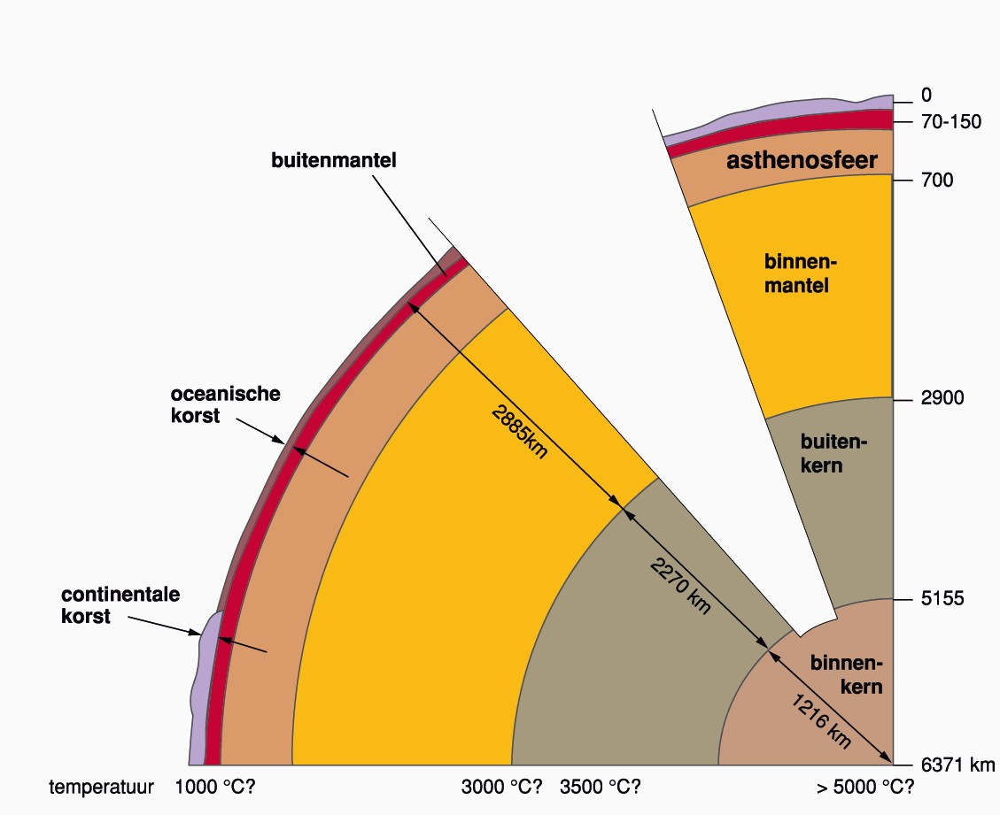 0
70-150
asthenosfeer
buitenmantel
700
binnen-
mantel
oceanische
korst
2900
2885km
buiten-
kern
2270 km
continentale
korst
5155
binnen-
kern
1216 km
6371 km
temperatuur 1000 °C? 3000 °C? 3500 °C? > 5000 °C?